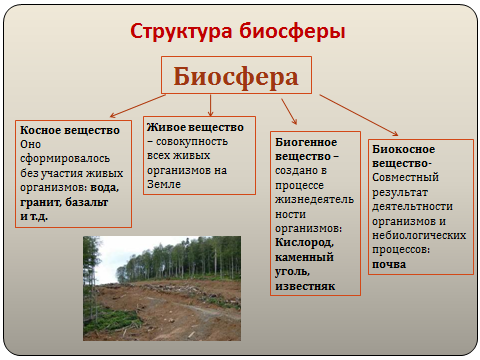 Структура биосферы
Биосфера
Косное вещество
Оно
сформировалось
без участия живых
организмов: вода,
гранит, базальт
и т.д.
Живое вещество
– совокупность
всех живых
организмов на
Земле
Биогенное
вещество –
создано в
процессе
жизнедеятель
ности
организмов:
Кислород,
каменный
уголь,
известняк
Биокосное
вещество-
Совместный
результат
деятельтности
организмов и
небиологических
процессов:
почва